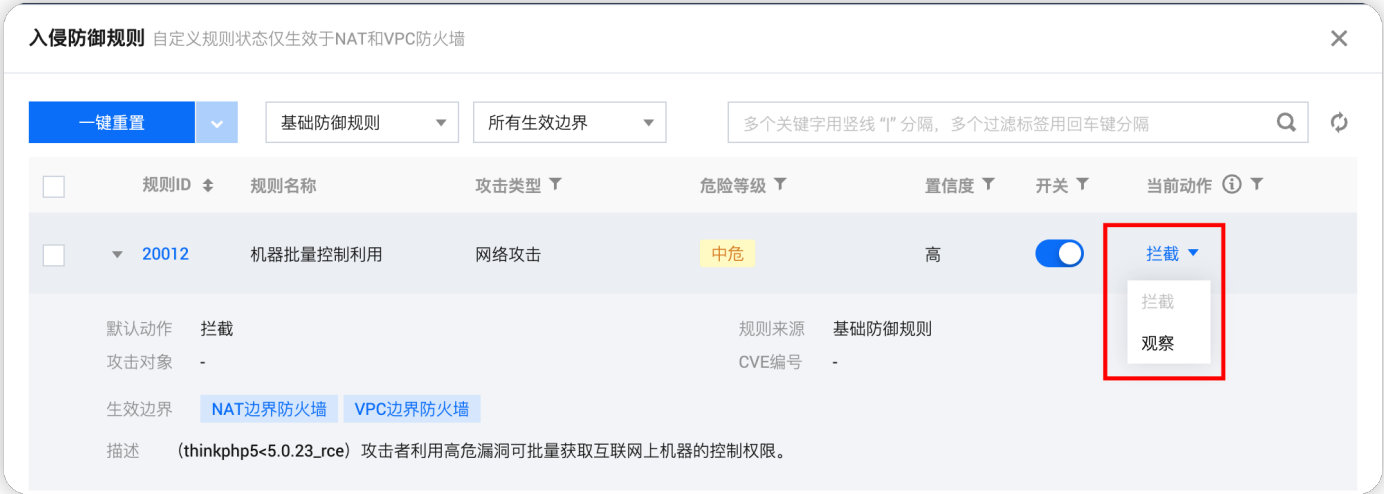 入侵防御规则 自定义规则状态仅生效于NAT和VPC防火墙
一键重置 基础防御规则 所有生效边界 多个关键字用竖线 “|” 分隔，多个过滤标签用回车键分隔
规则ID 规则名称 攻击类型 危险等级 置信度 开关 当前动作
20012 机器批量控制利用 网络攻击 中危 高 拦截
拦截
观察
默认动作 拦截 规则来源 基础防御规则
攻击对象 - CVE编号 -
生效边界 NAT边界防火墙 VPC边界防火墙
描述 （thinkphp5<5.0.23_rce）攻击者利用高危漏洞可批量获取互联网上机器的控制权限。